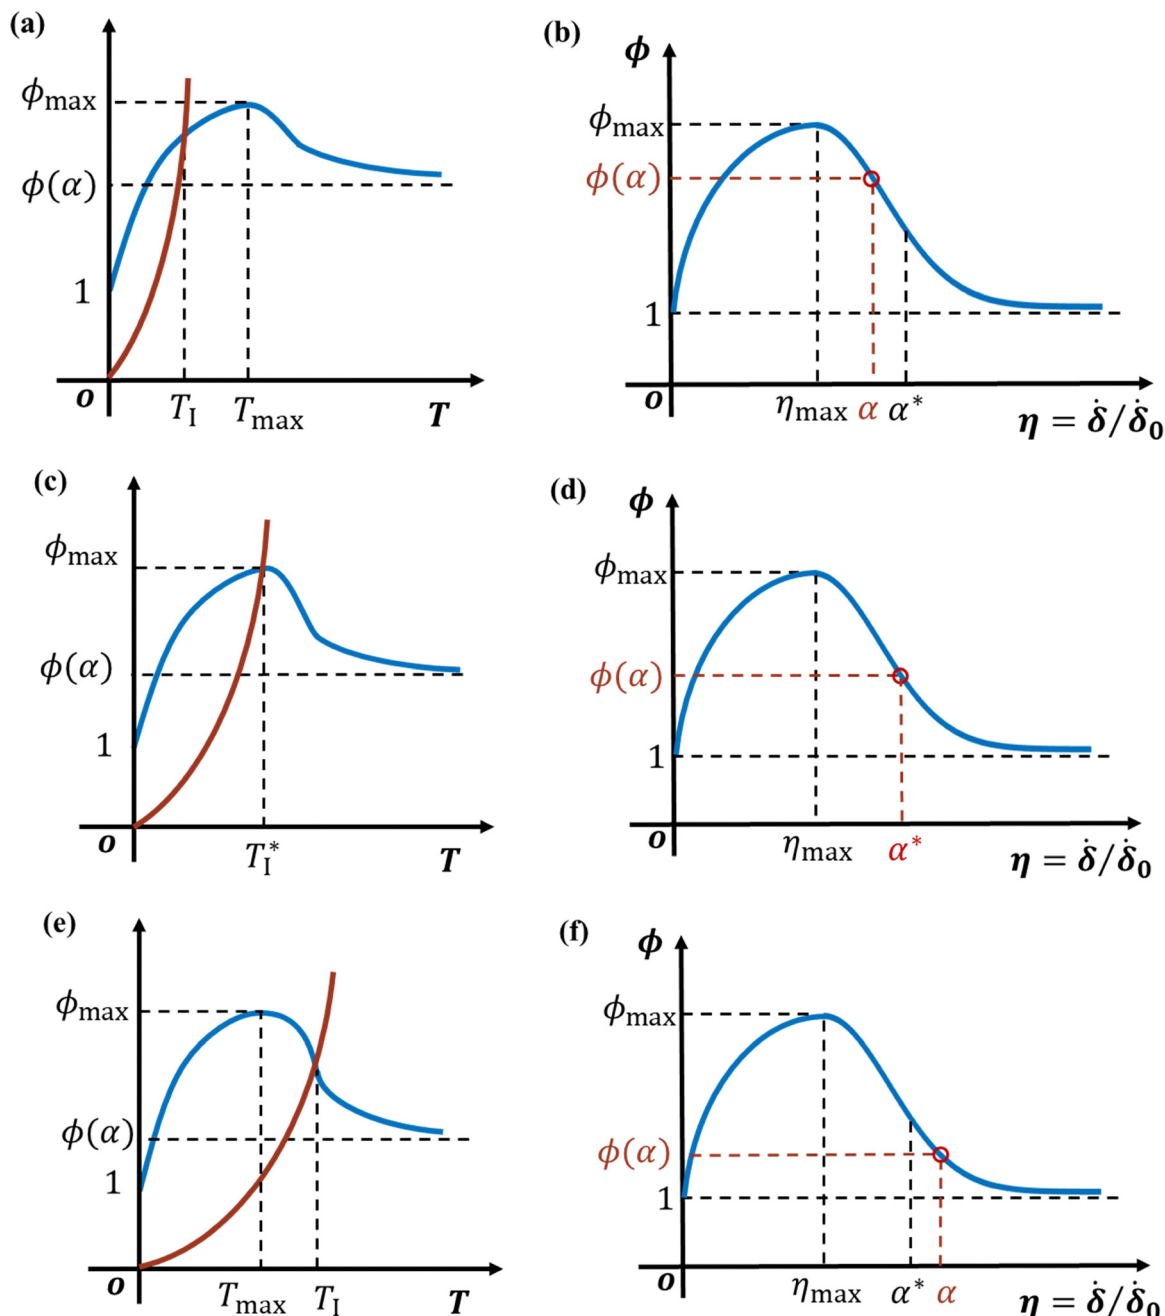 (a)
ϕmax
ϕ(α)
1
o
TI
Tmax
T
(b)
ϕ
ϕmax
ϕ(α)
1
o
ηmax α α*
η = δ̇/δ̇0
(c)
ϕmax
ϕ(α)
1
o
TI*
T
(d)
ϕ
ϕmax
ϕ(α)
1
o
ηmax α*
η = δ̇/δ̇0
(e)
ϕmax
ϕ(α)
1
o
Tmax TI
T
(f)
ϕ
ϕmax
ϕ(α)
1
o
ηmax α* α
η = δ̇/δ̇0